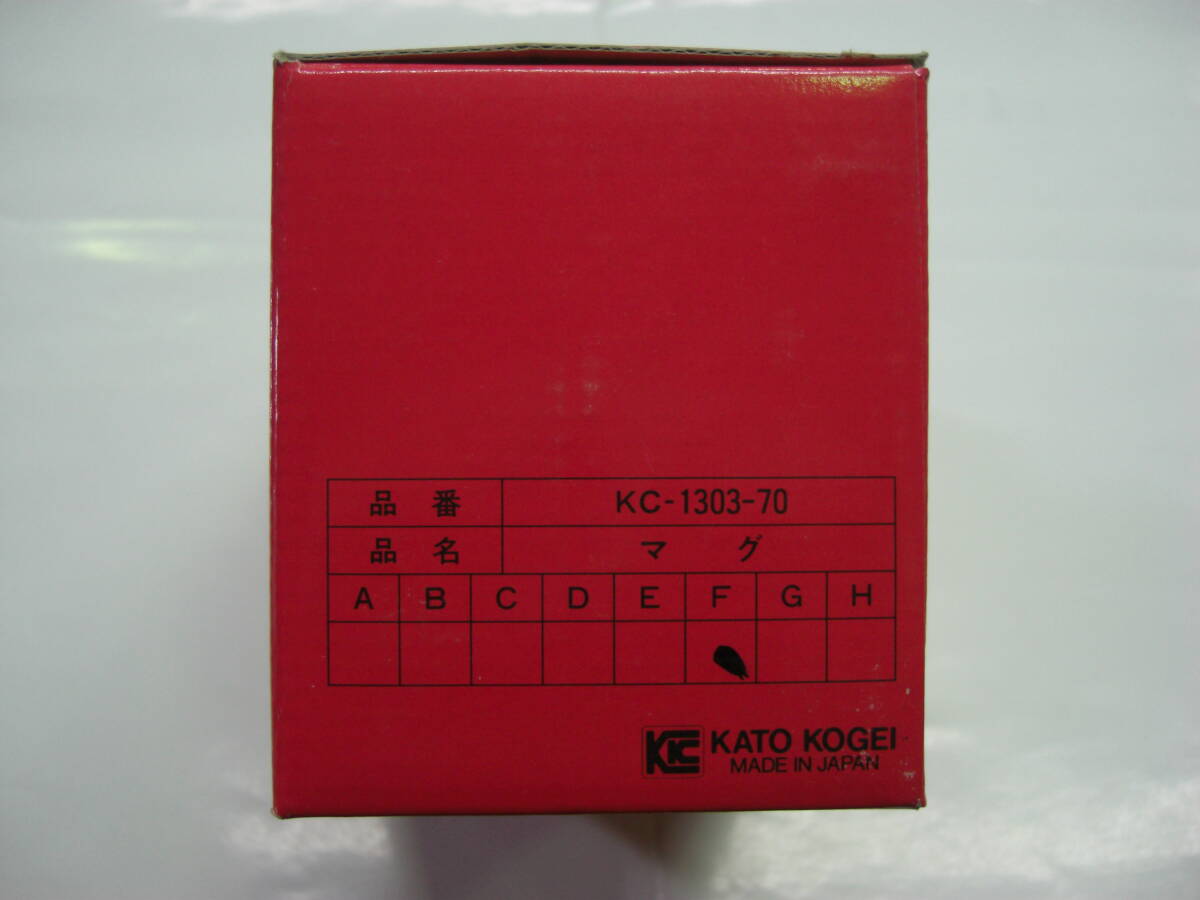 品番 KC-1303-70
品名 マグ
A B C D E F G H
KC KATO KOGEI
MADE IN JAPAN